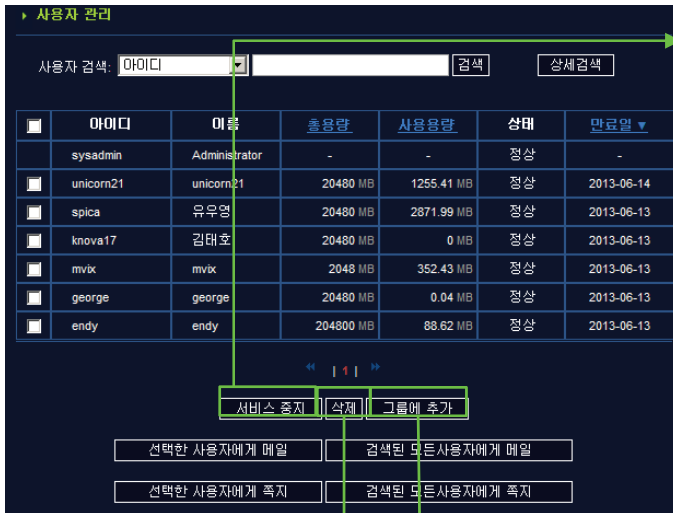 사용자 관리
사용자 검색: 아이디 검색 상세검색
아이디 이름 총용량 사용용량 상태 만료일 ▼
sysadmin Administrator - - 정상 -
unicorn21 unicorn21 20480 MB 1255.41 MB 정상 2013-06-14
spica 유우영 20480 MB 2871.99 MB 정상 2013-06-13
knova17 김태호 20480 MB 0 MB 정상 2013-06-13
mvix mvix 2048 MB 352.43 MB 정상 2013-06-13
george george 20480 MB 0.04 MB 정상 2013-06-13
endy endy 204800 MB 88.62 MB 정상 2013-06-13
| 1 |
서비스 중지 삭제 그룹에 추가
선택한 사용자에게 메일 검색된 모든사용자에게 메일
선택한 사용자에게 쪽지 검색된 모든사용자에게 쪽지